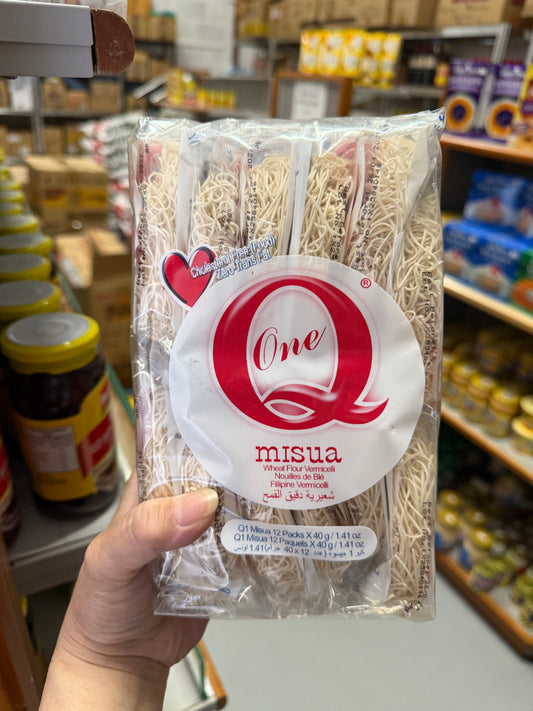 Cholesterol Free Food!
Zero Trans Fat
One
Q
®
misua
Wheat Flour Vermicelli
Nouilles de Blé
Filipine Vermicelli
شعيرية دقيق القمح
Q1 Misua 12 Packs X 40 g / 1.41 oz
Q1 Misua 12 Paquets X 40 g / 1.41 oz